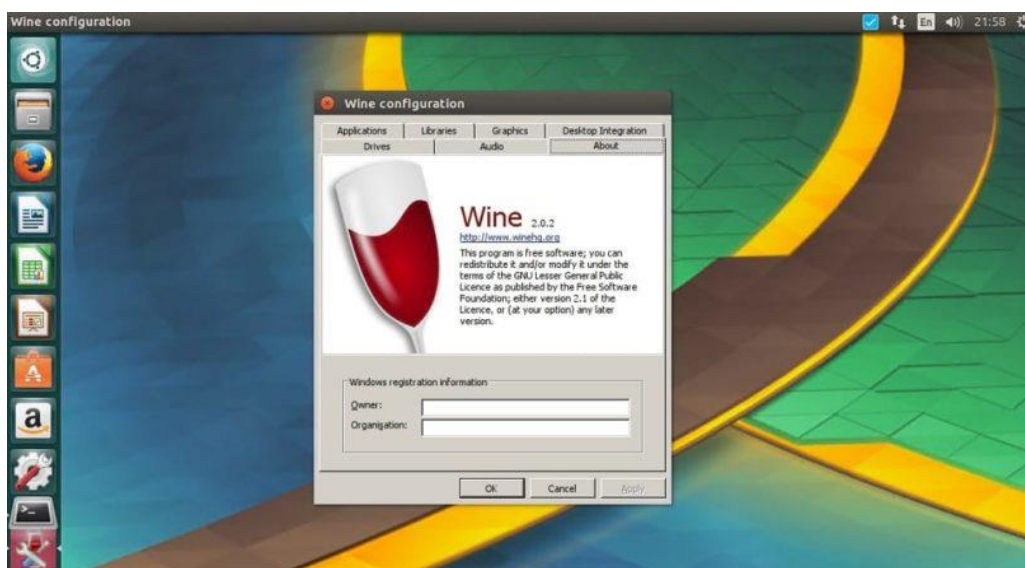 Wine configuration
En 21:58
Wine configuration
Applications Libraries Graphics Desktop Integration
Drives Audio About
Wine 2.0.2
http://www.winehq.org
This program is free software; you can
redistribute it and/or modify it under the
terms of the GNU Lesser General Public
Licence as published by the Free Software
Foundation; either version 2.1 of the
Licence, or (at your option) any later
version.
Windows registration information
Owner:
Organisation:
OK Cancel Apply